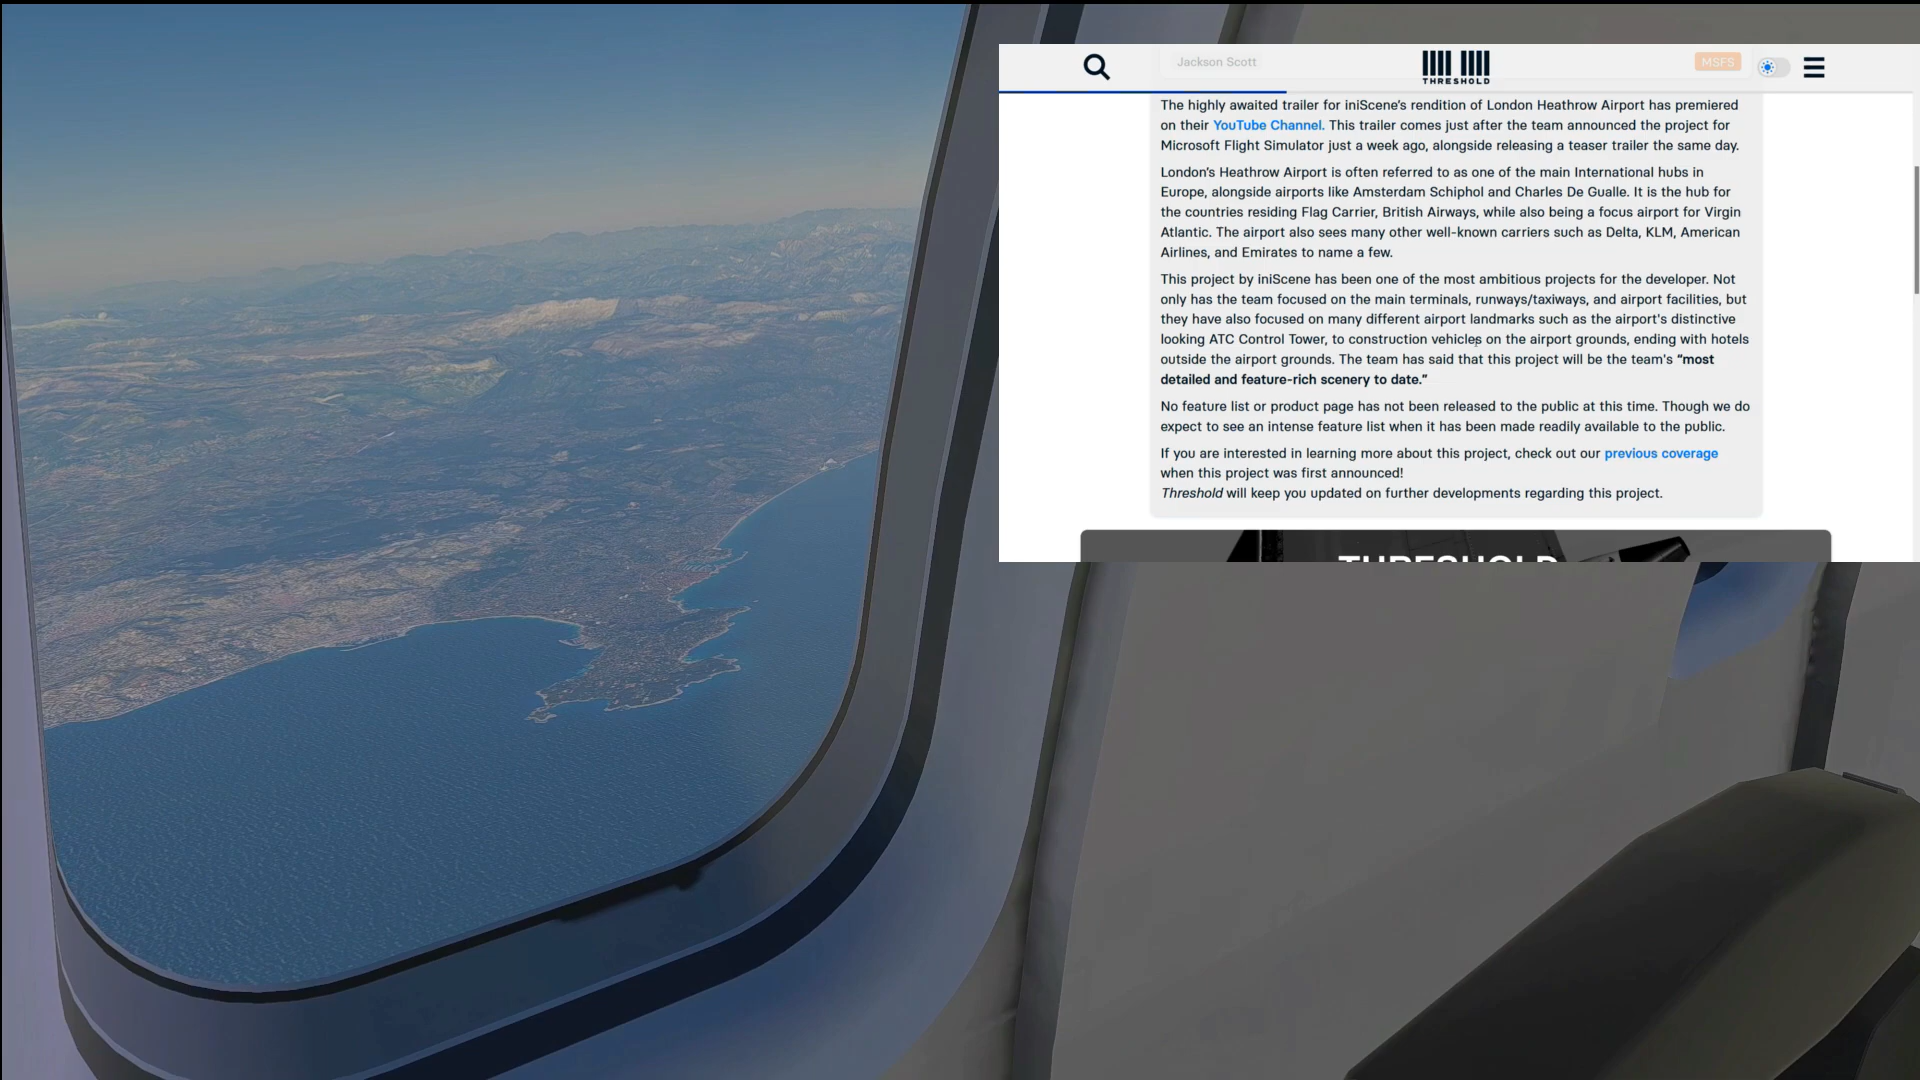 Jackson Scott
THRESHOLD
MSFS
The highly awaited trailer for iniScene's rendition of London Heathrow Airport has premiered
on their YouTube Channel. This trailer comes just after the team announced the project for
Microsoft Flight Simulator just a week ago, alongside releasing a teaser trailer the same day.
London's Heathrow Airport is often referred to as one of the main International hubs in
Europe, alongside airports like Amsterdam Schiphol and Charles De Gualle. It is the hub for
the countries residing Flag Carrier, British Airways, while also being a focus airport for Virgin
Atlantic. The airport also sees many other well-known carriers such as Delta, KLM, American
Airlines, and Emirates to name a few.
This project by iniScene has been one of the most ambitious projects for the developer. Not
only has the team focused on the main terminals, runways/taxiways, and airport facilities, but
they have also focused on many different airport landmarks such as the airport's distinctive
looking ATC Control Tower, to construction vehicles on the airport grounds, ending with hotels
outside the airport grounds. The team has said that this project will be the team's "most
detailed and feature-rich scenery to date."
No feature list or product page has not been released to the public at this time. Though we do
expect to see an intense feature list when it has been made readily available to the public.
If you are interested in learning more about this project, check out our previous coverage
when this project was first announced!
Threshold will keep you updated on further developments regarding this project.
THRESHOLD